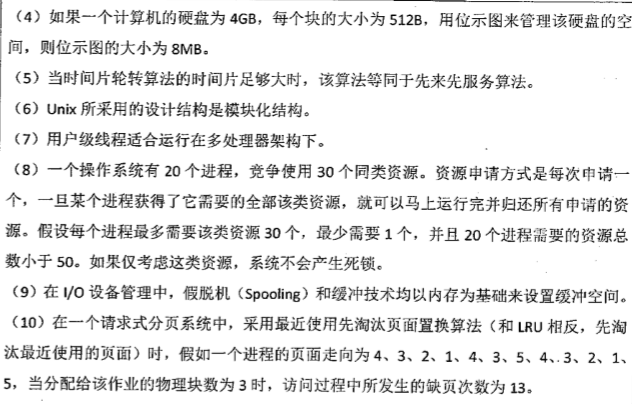 （4）如果一个计算机的硬盘为 4GB，每个块的大小为 512B，用位示图来管理该硬盘的空
间，则位示图的大小为 8MB。
（5）当时间片轮转算法的时间片足够大时，该算法等同于先来先服务算法。
（6）Unix 所采用的设计结构是模块化结构。
（7）用户级线程适合运行在多处理器架构下。
（8）一个操作系统有 20 个进程，竞争使用 30 个同类资源。资源申请方式是每次申请一
个，一旦某个进程获得了它需要的全部该类资源，就可以马上运行完并归还所有申请的资
源。假设每个进程最多需要该类资源 30 个，最少需要 1 个，并且 20 个进程需要的资源总
数小于 50。如果仅考虑这类资源，系统不会产生死锁。
（9）在 I/O 设备管理中，假脱机（Spooling）和缓冲技术均以内存为基础来设置缓冲空间。
（10）在一个请求式分页系统中，采用最近使用先淘汰页面置换算法（和 LRU 相反，先淘
汰最近使用的页面）时，假如一个进程的页面走向为 4、3、2、1、4、3、5、4、3、2、1、
5，当分配给该作业的物理块数为 3 时，访问过程中所发生的缺页次数为 13。